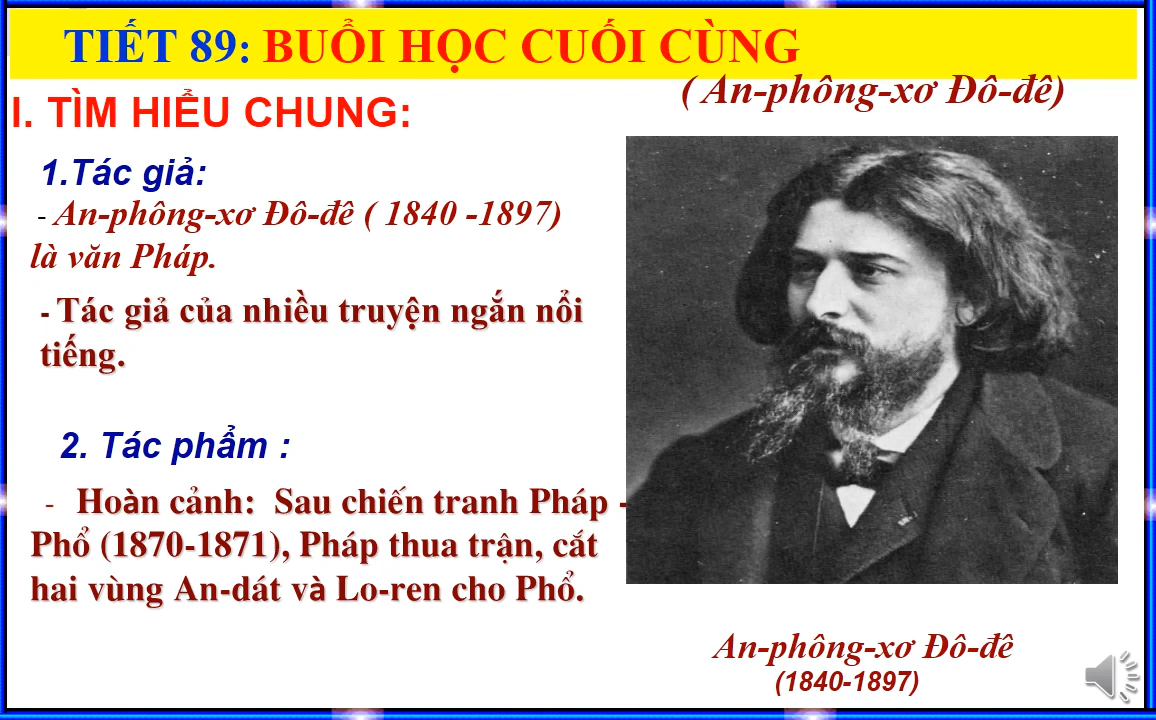 TIẾT 89: BUỔI HỌC CUỐI CÙNG
( An-phông-xơ Đô-đê)
I. TÌM HIỂU CHUNG:
1.Tác giả:
- An-phông-xơ Đô-đê ( 1840 -1897)
là văn Pháp.
- Tác giả của nhiều truyện ngắn nổi
tiếng.
2. Tác phẩm :
- Hoàn cảnh: Sau chiến tranh Pháp -
Phổ (1870-1871), Pháp thua trận, cắt
hai vùng An-dát và Lo-ren cho Phổ.
An-phông-xơ Đô-đê
(1840-1897)